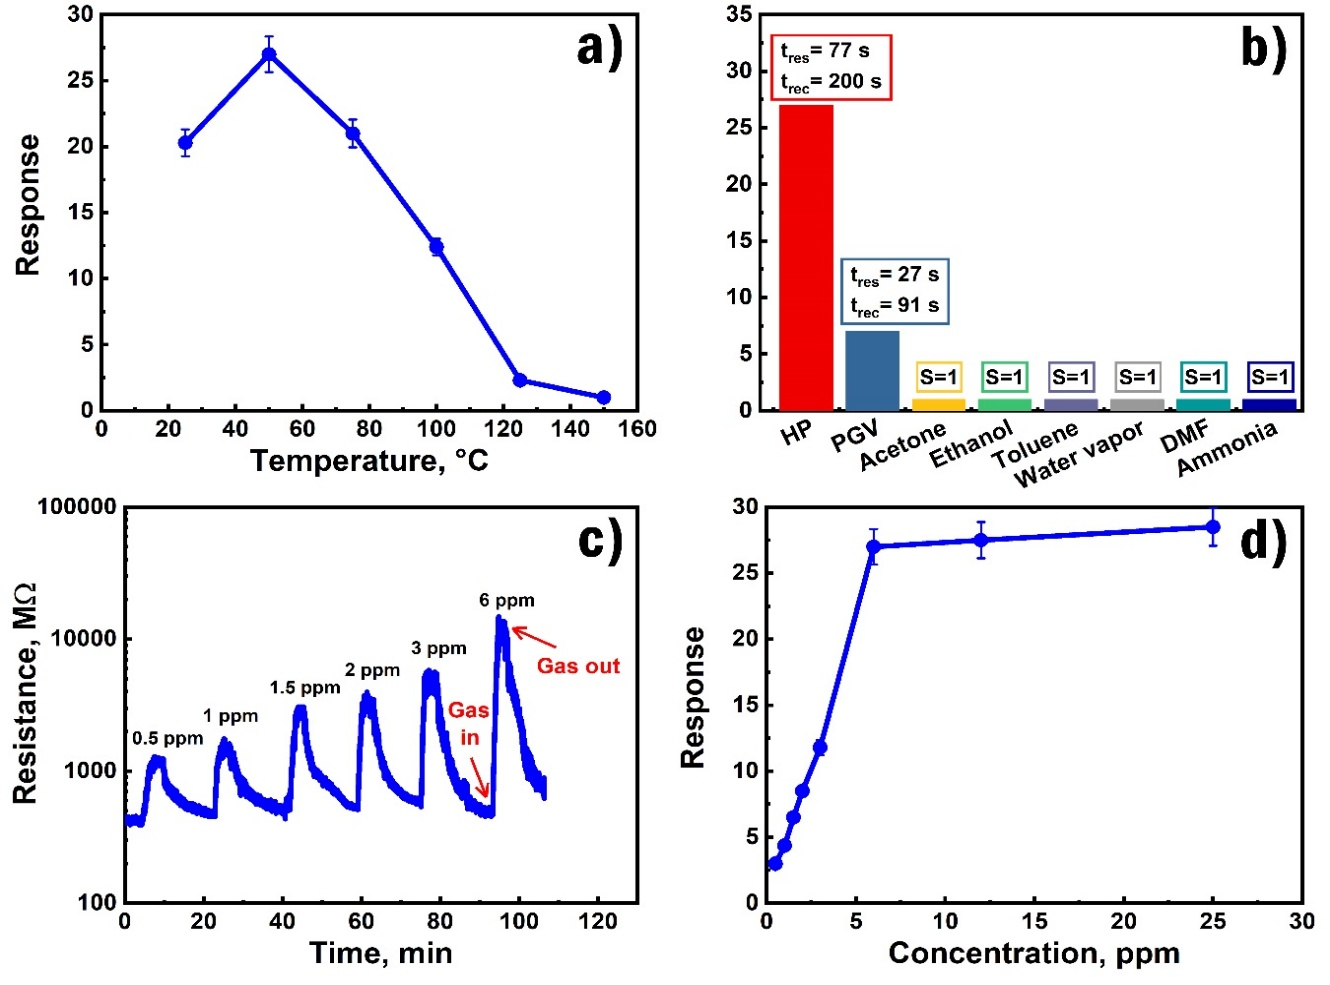 a)
30
25
20
15
10
5
0
Response
0 20 40 60 80 100 120 140 160
Temperature, °C
b)
35
30
25
20
15
10
5
0
tres= 77 s
trec= 200 s
tres= 27 s
trec= 91 s
S=1 S=1 S=1 S=1 S=1 S=1
HP PGV Acetone Ethanol Toluene Water vapor DMF Ammonia
c)
100000
10000
1000
100
Resistance, MΩ
0.5 ppm
1 ppm
1.5 ppm
2 ppm
3 ppm
6 ppm
Gas
in
Gas out
0 20 40 60 80 100 120
Time, min
d)
30
25
20
15
10
5
0
Response
0 5 10 15 20 25 30
Concentration, ppm